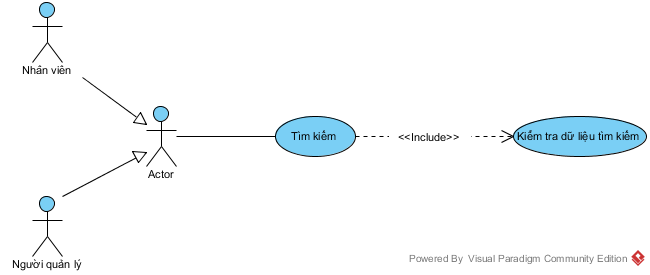 Nhân viên
Actor
Tìm kiếm
<<Include>>
Kiểm tra dữ liệu tìm kiếm
Người quản lý
Powered By Visual Paradigm Community Edition